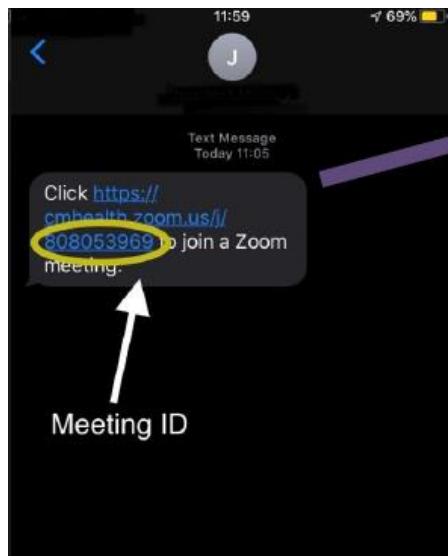 11:59
69%
J
Text Message
Today 11:05
Click https://
cmhealth.zoom.us/j/
808053969 to join a Zoom
meeting.
Meeting ID